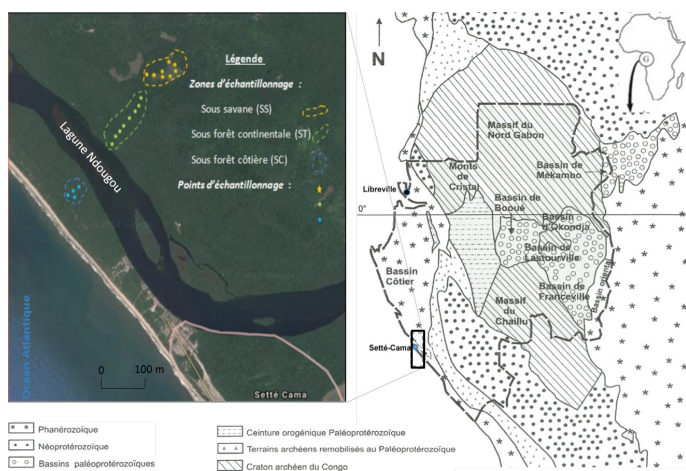 Légende
Zones d'échantillonnage :
Sous savane (SS)
Sous forêt continentale (ST)
Sous forêt côtière (SC)
Points d'échantillonnage :
Lagune Ndougou
Océan Atlantique
0 100 m
Setté Cama
N
G
Massif du
Nord Gabon
Monts
de
Cristal
Bassin de
Mékambo
Libreville
Bassin de
Booué
0°
Bassin
d'Okondja
Bassin de
Lastourville
Bassin
Côtier
Bassin de
Franceville
Bassin oriental
Massif
du
Chaillu
Setté-Cama
Phanérozoïque
Néoprotérozoïque
Bassins paléoprotérozoïques
Ceinture orogénique Paléoprotérozoïque
Terrains archéens remobilisés au Paléoprotérozoïque
Craton archéen du Congo